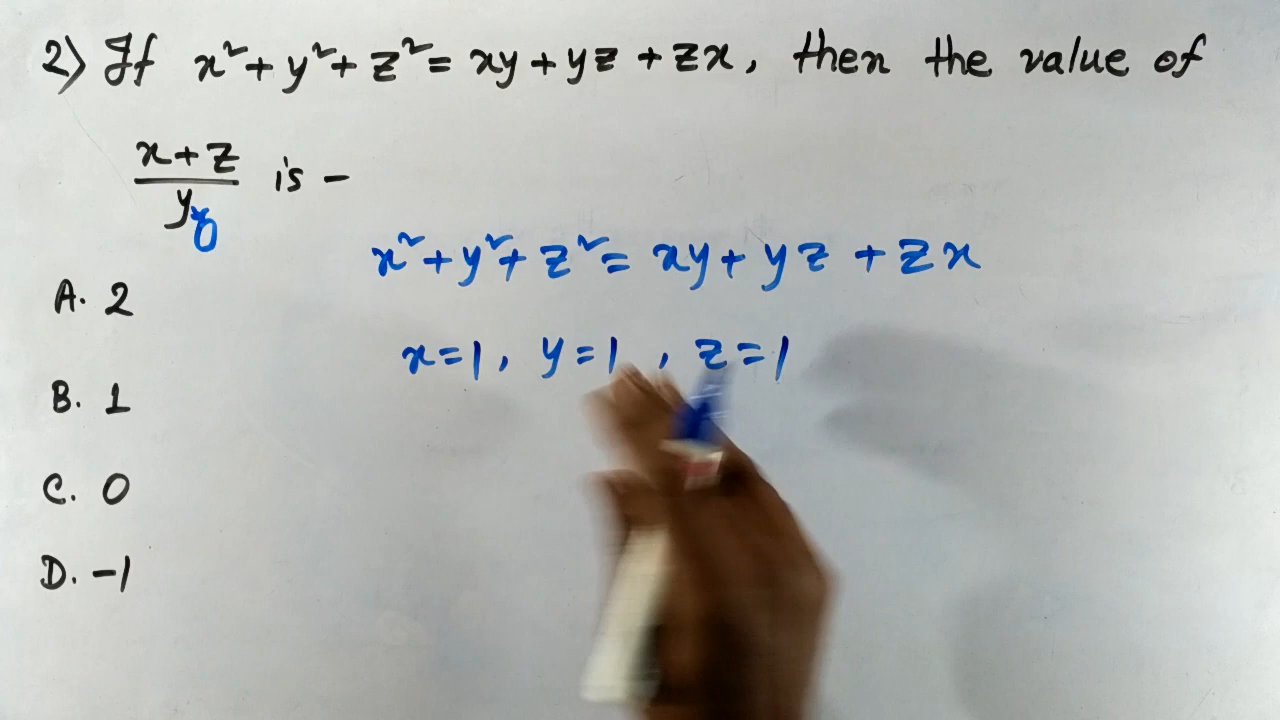 2) If x²+y²+z²= xy+yz+zx, then the value of
x+z
y y is -
x²+y²+z²= xy+yz+zx
A. 2
x=1, y=1, z=1
B. 1
C. 0
D. -1